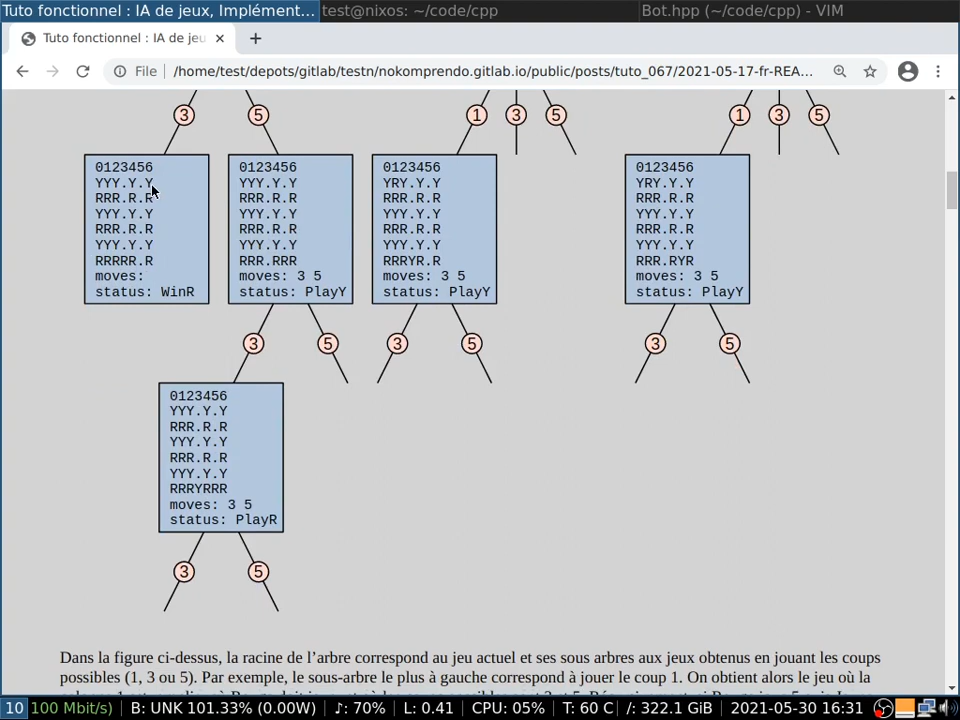 Tuto fonctionnel : IA de jeux, Implément... test@nixos: ~/code/cpp Bot.hpp (~/code/cpp) - VIM
Tuto fonctionnel : IA de jeu
File /home/test/depots/gitlab/testn/nokomprendo.gitlab.io/public/posts/tuto_067/2021-05-17-fr-REA...
3 5 1 3 5 1 3 5
0123456
YYY.Y.Y
RRR.R.R
YYY.Y.Y
RRR.R.R
YYY.Y.Y
RRRRR.R
moves:
status: WinR
0123456
YYY.Y.Y
RRR.R.R
YYY.Y.Y
RRR.R.R
YYY.Y.Y
RRR.RRR
moves: 3 5
status: PlayY
0123456
YRY.Y.Y
RRR.R.R
YYY.Y.Y
RRR.R.R
YYY.Y.Y
RRRYR.R
moves: 3 5
status: PlayY
0123456
YRY.Y.Y
RRR.R.R
YYY.Y.Y
RRR.R.R
YYY.Y.Y
RRR.RYR
moves: 3 5
status: PlayY
3 5 3 5 3 5
0123456
YYY.Y.Y
RRR.R.R
YYY.Y.Y
RRR.R.R
YYY.Y.Y
RRRYRRR
moves: 3 5
status: PlayR
3 5
Dans la figure ci-dessus, la racine de l'arbre correspond au jeu actuel et ses sous arbres aux jeux obtenus en jouant les coups
possibles (1, 3 ou 5). Par exemple, le sous-arbre le plus à gauche correspond à jouer le coup 1. On obtient alors le jeu où la
10 100 Mbit/s) B: UNK 101.33% (0.00W) ♪: 70% L: 0.41 CPU: 05% T: 60 C /: 322.1 GiB 2021-05-30 16:31